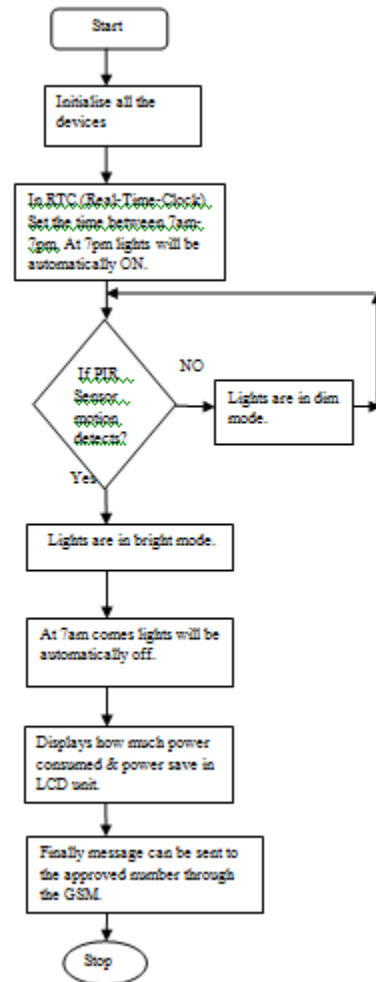 Start
Initialise all the
devices
In RTC (Real-Time-Clock)
Set the time between 7am-
7pm. At 7pm lights will be
automatically ON.
If PIR
Sensor
motion
detects?
NO
Lights are in dim
mode.
Yes
Lights are in bright mode.
At 7am comes lights will be
automatically off.
Displays how much power
consumed & power save in
LCD unit.
Finally message can be sent to
the approved number through
the GSM.
Stop